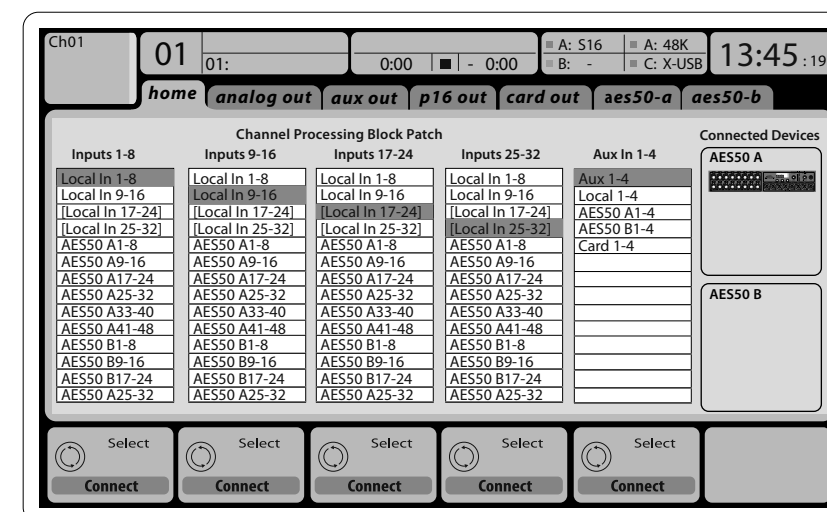 Ch01
01
01:
0:00 - 0:00
A: S16
B: -
A: 48K
C: X-USB
13:45 : 19
home analog out aux out p16 out card out aes50-a aes50-b
Channel Processing Block Patch
Connected Devices
Inputs 1-8 Inputs 9-16 Inputs 17-24 Inputs 25-32 Aux In 1-4
AES50 A
Local In 1-8 Local In 1-8 Local In 1-8 Local In 1-8 Aux 1-4
Local In 9-16 Local In 9-16 Local In 9-16 Local In 9-16 Local 1-4
[Local In 17-24] [Local In 17-24] [Local In 17-24] [Local In 17-24] AES50 A1-4
[Local In 25-32] [Local In 25-32] [Local In 25-32] [Local In 25-32] AES50 B1-4
AES50 A1-8 AES50 A1-8 AES50 A1-8 AES50 A1-8 Card 1-4
AES50 A9-16 AES50 A9-16 AES50 A9-16 AES50 A9-16
AES50 A17-24 AES50 A17-24 AES50 A17-24 AES50 A17-24
AES50 A25-32 AES50 A25-32 AES50 A25-32 AES50 A25-32
AES50 B
AES50 A33-40 AES50 A33-40 AES50 A33-40 AES50 A33-40
AES50 A41-48 AES50 A41-48 AES50 A41-48 AES50 A41-48
AES50 B1-8 AES50 B1-8 AES50 B1-8 AES50 B1-8
AES50 B9-16 AES50 B9-16 AES50 B9-16 AES50 B9-16
AES50 B17-24 AES50 B17-24 AES50 B17-24 AES50 B17-24
AES50 A25-32 AES50 A25-32 AES50 A25-32 AES50 A25-32
Select Select Select Select Select
Connect Connect Connect Connect Connect